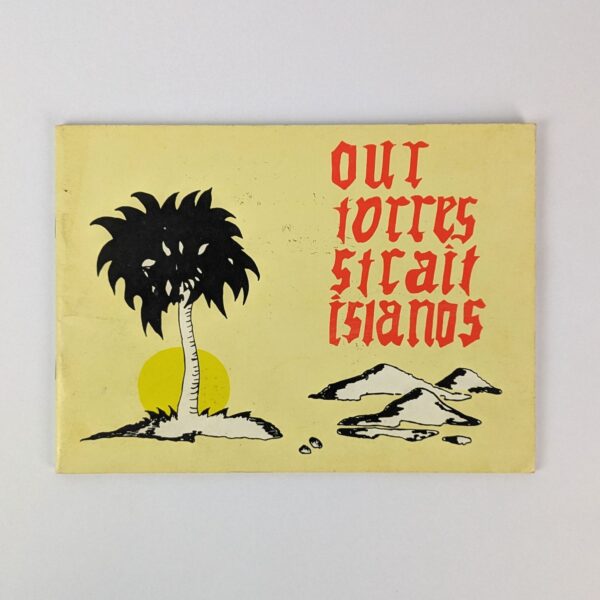 our
torres
strait
islands